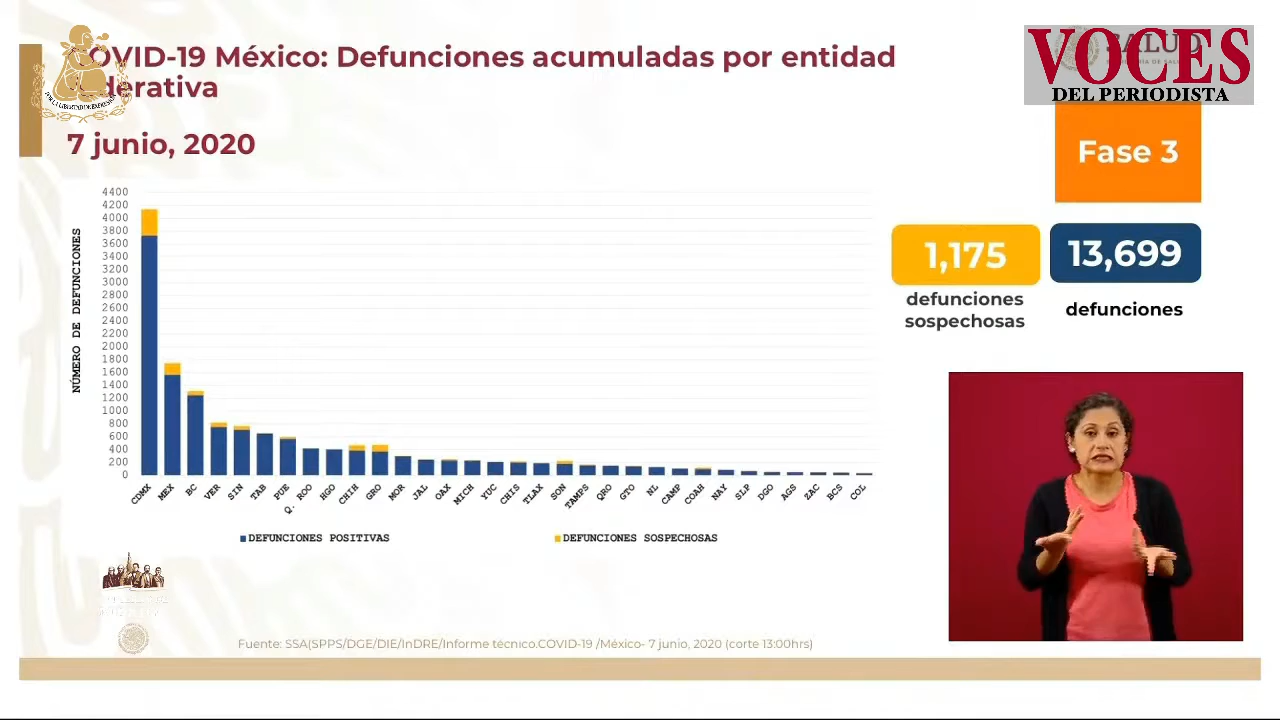 OVID-19 México: Defunciones acumuladas por entidad
derativa
7 junio, 2020
VOCES
DEL PERIODISTA
Fase 3
1,175
defunciones
sospechosas
13,699
defunciones
NÚMERO DE DEFUNCIONES
4400
4200
4000
3800
3600
3400
3200
3000
2800
2600
2400
2200
2000
1800
1600
1400
1200
1000
800
600
400
200
0
CDMX MEX BC VER SIN TAB PUE Q. ROO HGO CHIH GRO MOR JAL OAX MICH YUC CHIS TLAX SON TAMPS QRO GTO NL CAMP COAH NAY SLP DGO AGS ZAC BCS COL
DEFUNCIONES POSITIVAS DEFUNCIONES SOSPECHOSAS
Fuente: SSA(SPPS/DGE/DIE/InDRE/Informe técnico.COVID-19 /México- 7 junio, 2020 (corte 13:00hrs)